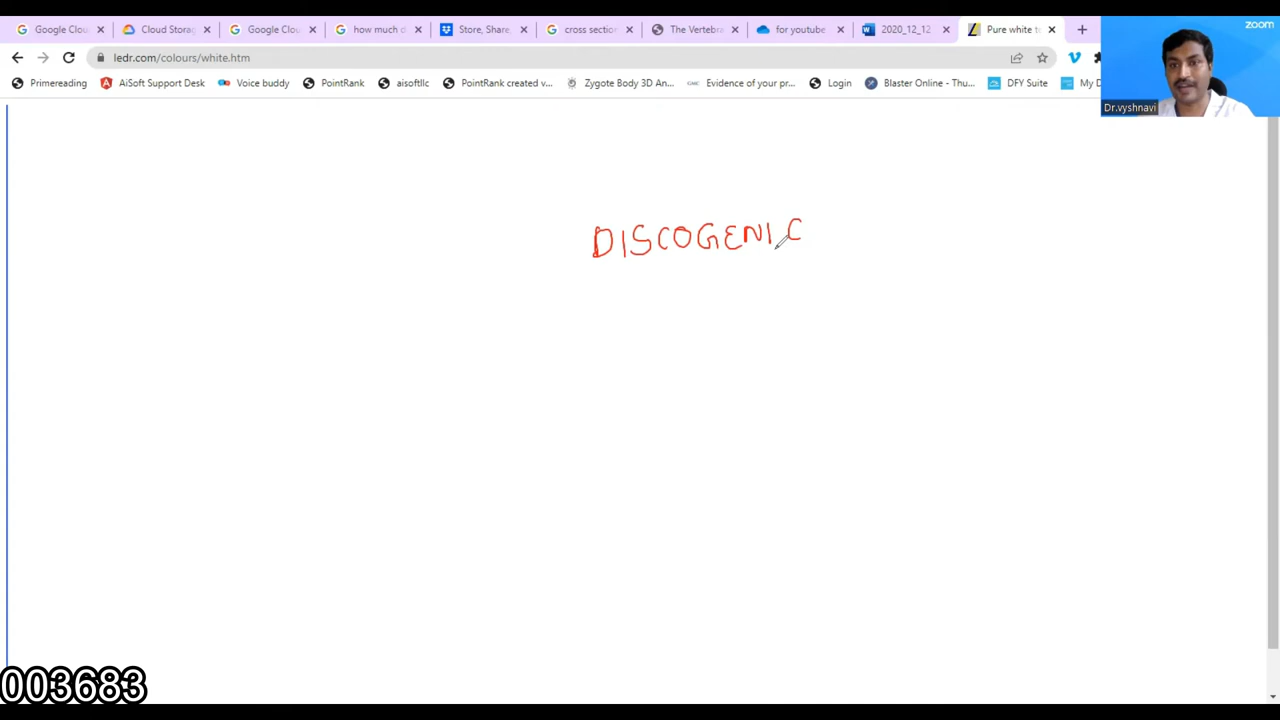 Google Clou
Cloud Storag
Google Clou
how much d
Store, Share,
cross section
The Vertebra
for youtube
2020_12_12
Pure white t
zoom
ledr.com/colours/white.htm
Primereading
AiSoft Support Desk
Voice buddy
PointRank
aisoftllc
PointRank created v...
Zygote Body 3D An...
Evidence of your pr...
Login
Blaster Online - Thu...
DFY Suite
My D
Dr.vyshnavi
DISCOGENIC
003683